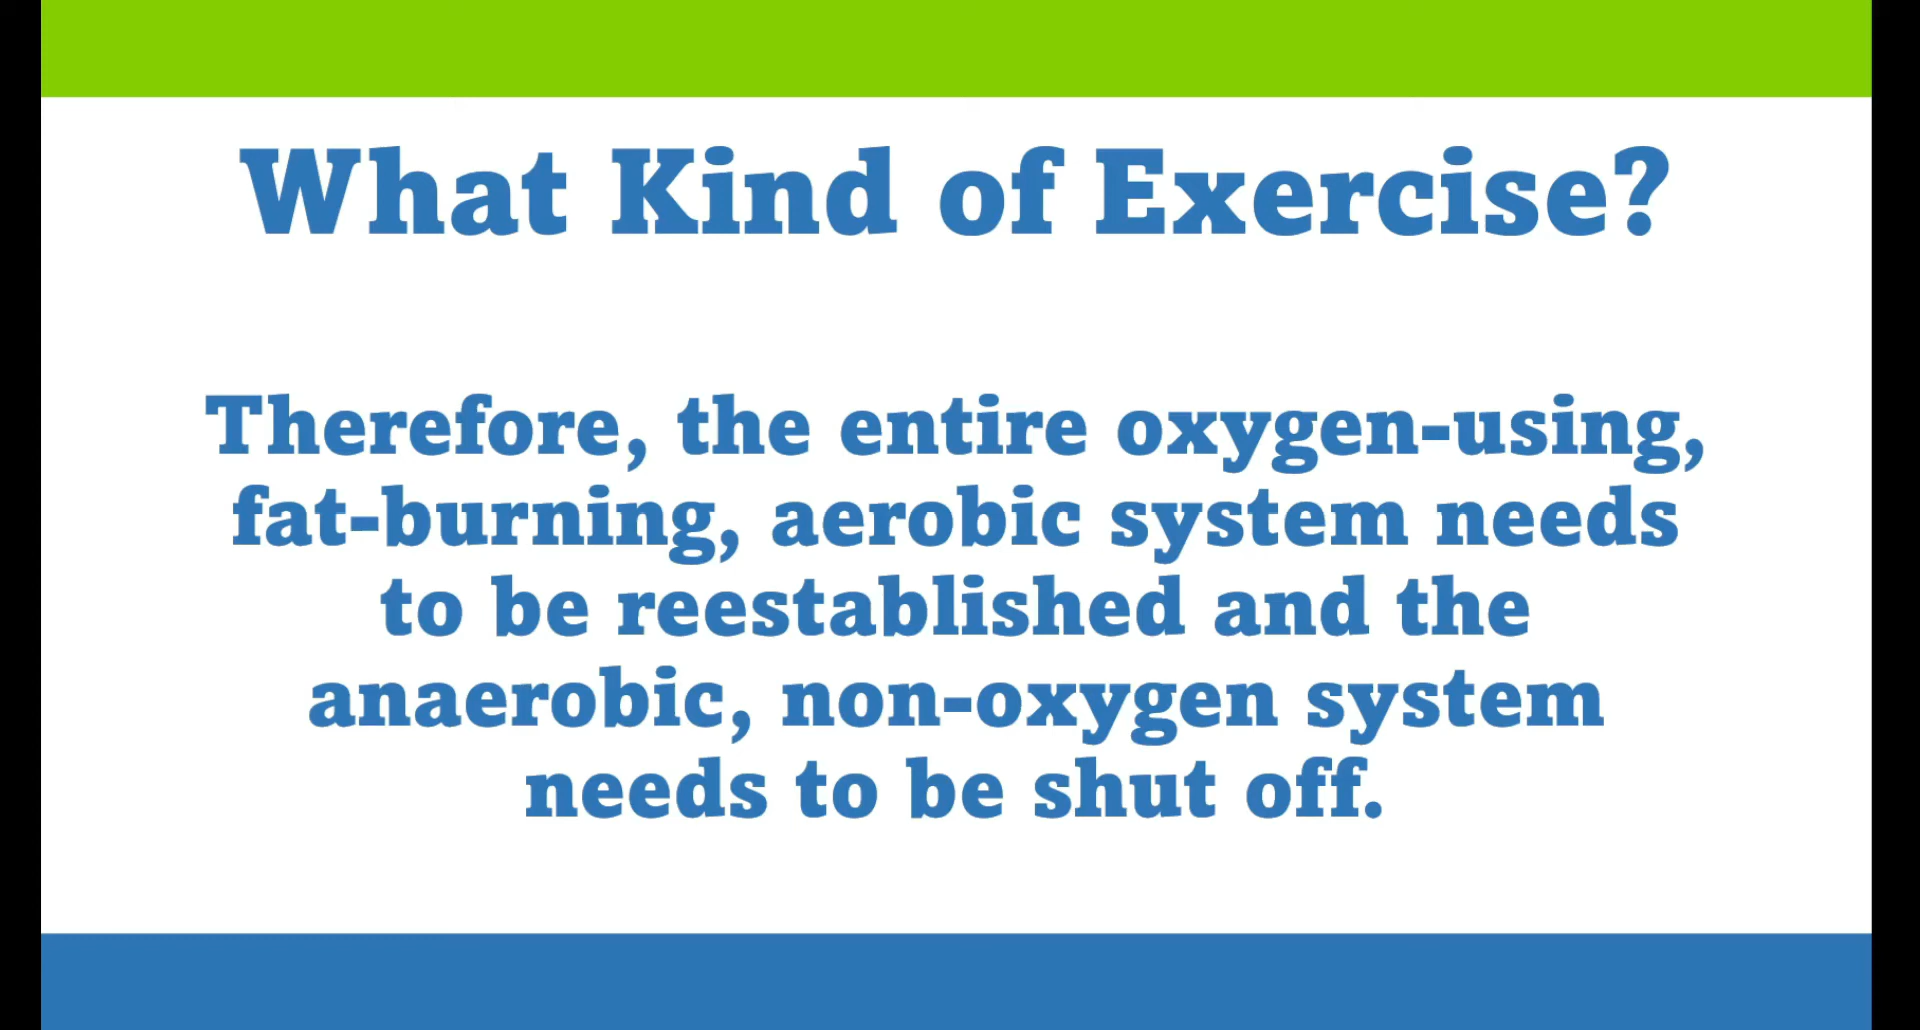 What Kind of Exercise?
Therefore, the entire oxygen-using,
fat-burning, aerobic system needs
to be reestablished and the
anaerobic, non-oxygen system
needs to be shut off.